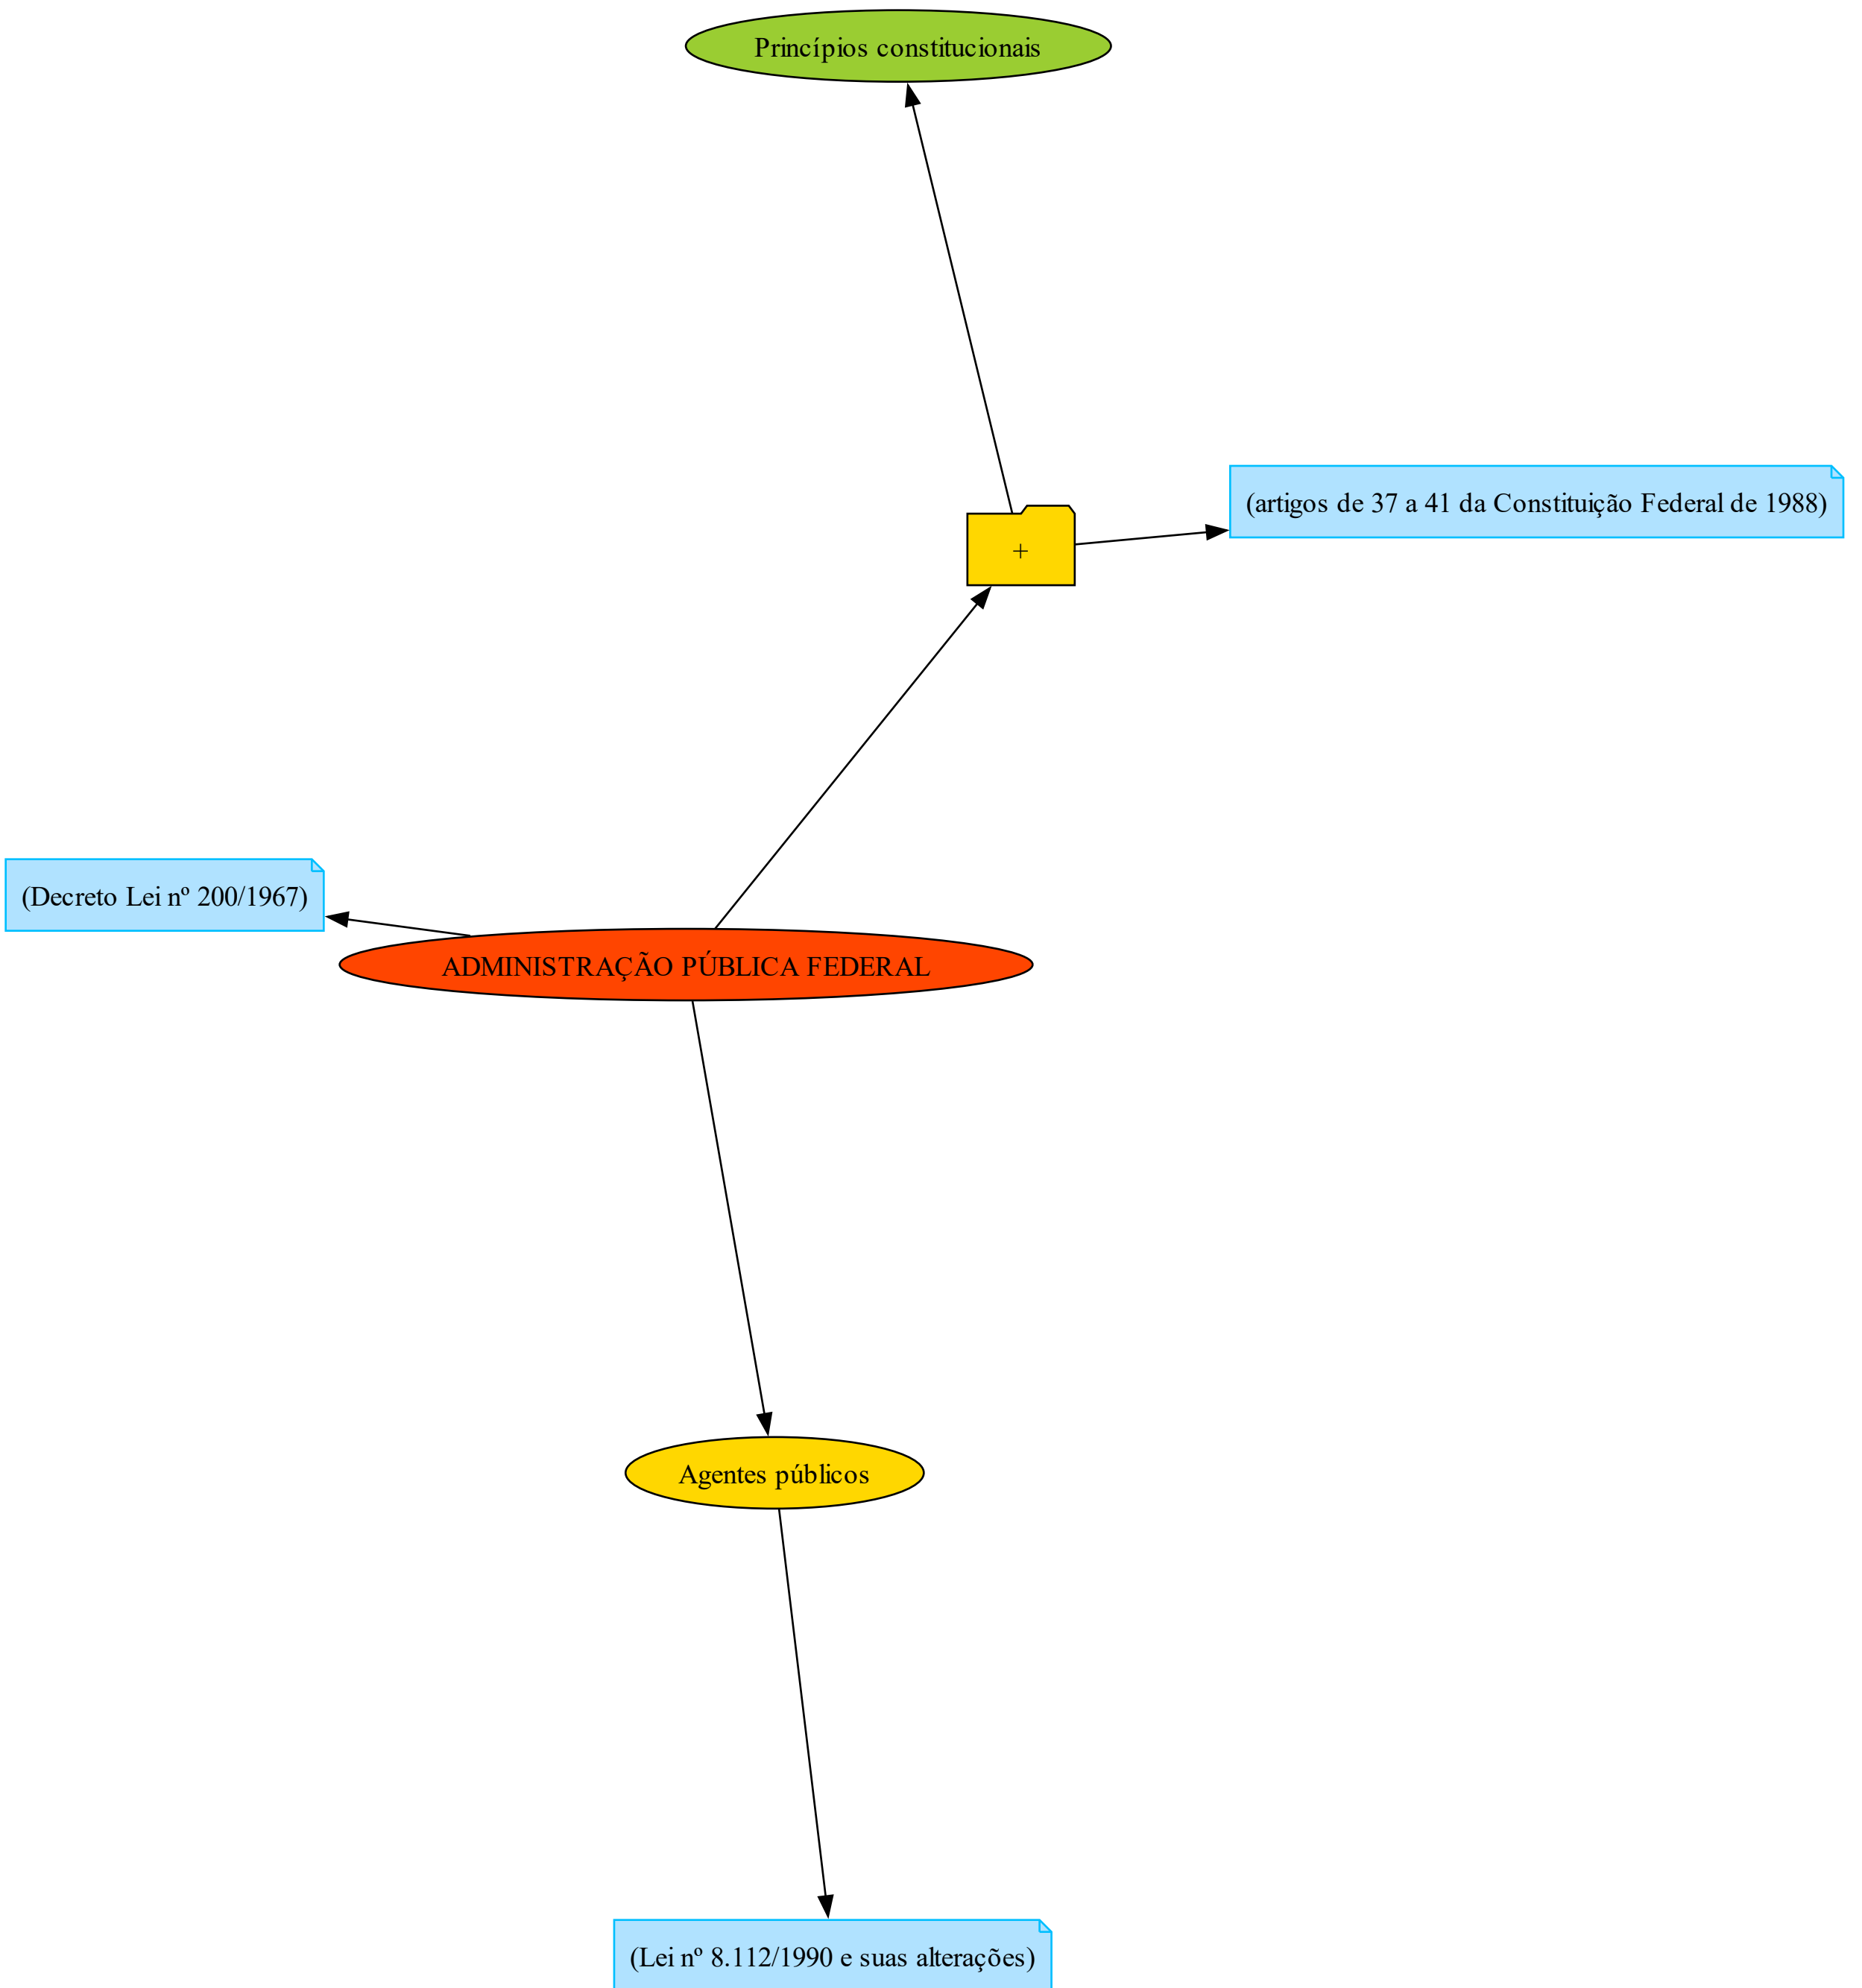 Princípios constitucionais
(artigos de 37 a 41 da Constituição Federal de 1988)
+
(Decreto Lei nº 200/1967)
ADMINISTRAÇÃO PÚBLICA FEDERAL
Agentes públicos
(Lei nº 8.112/1990 e suas alterações)